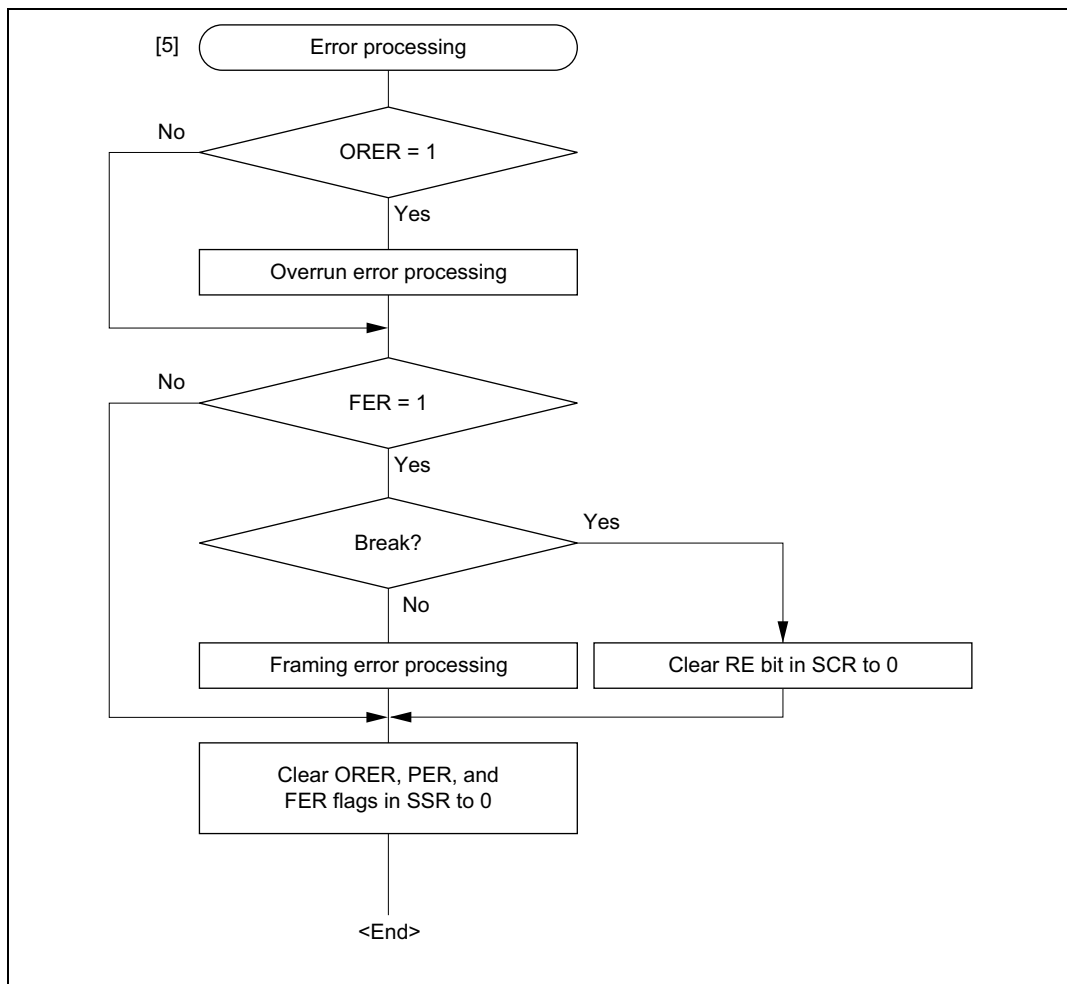 [5] Error processing
No
ORER = 1
Yes
Overrun error processing
No
FER = 1
Yes
Yes
Break?
No
Framing error processing
Clear RE bit in SCR to 0
Clear ORER, PER, and
FER flags in SSR to 0
<End>